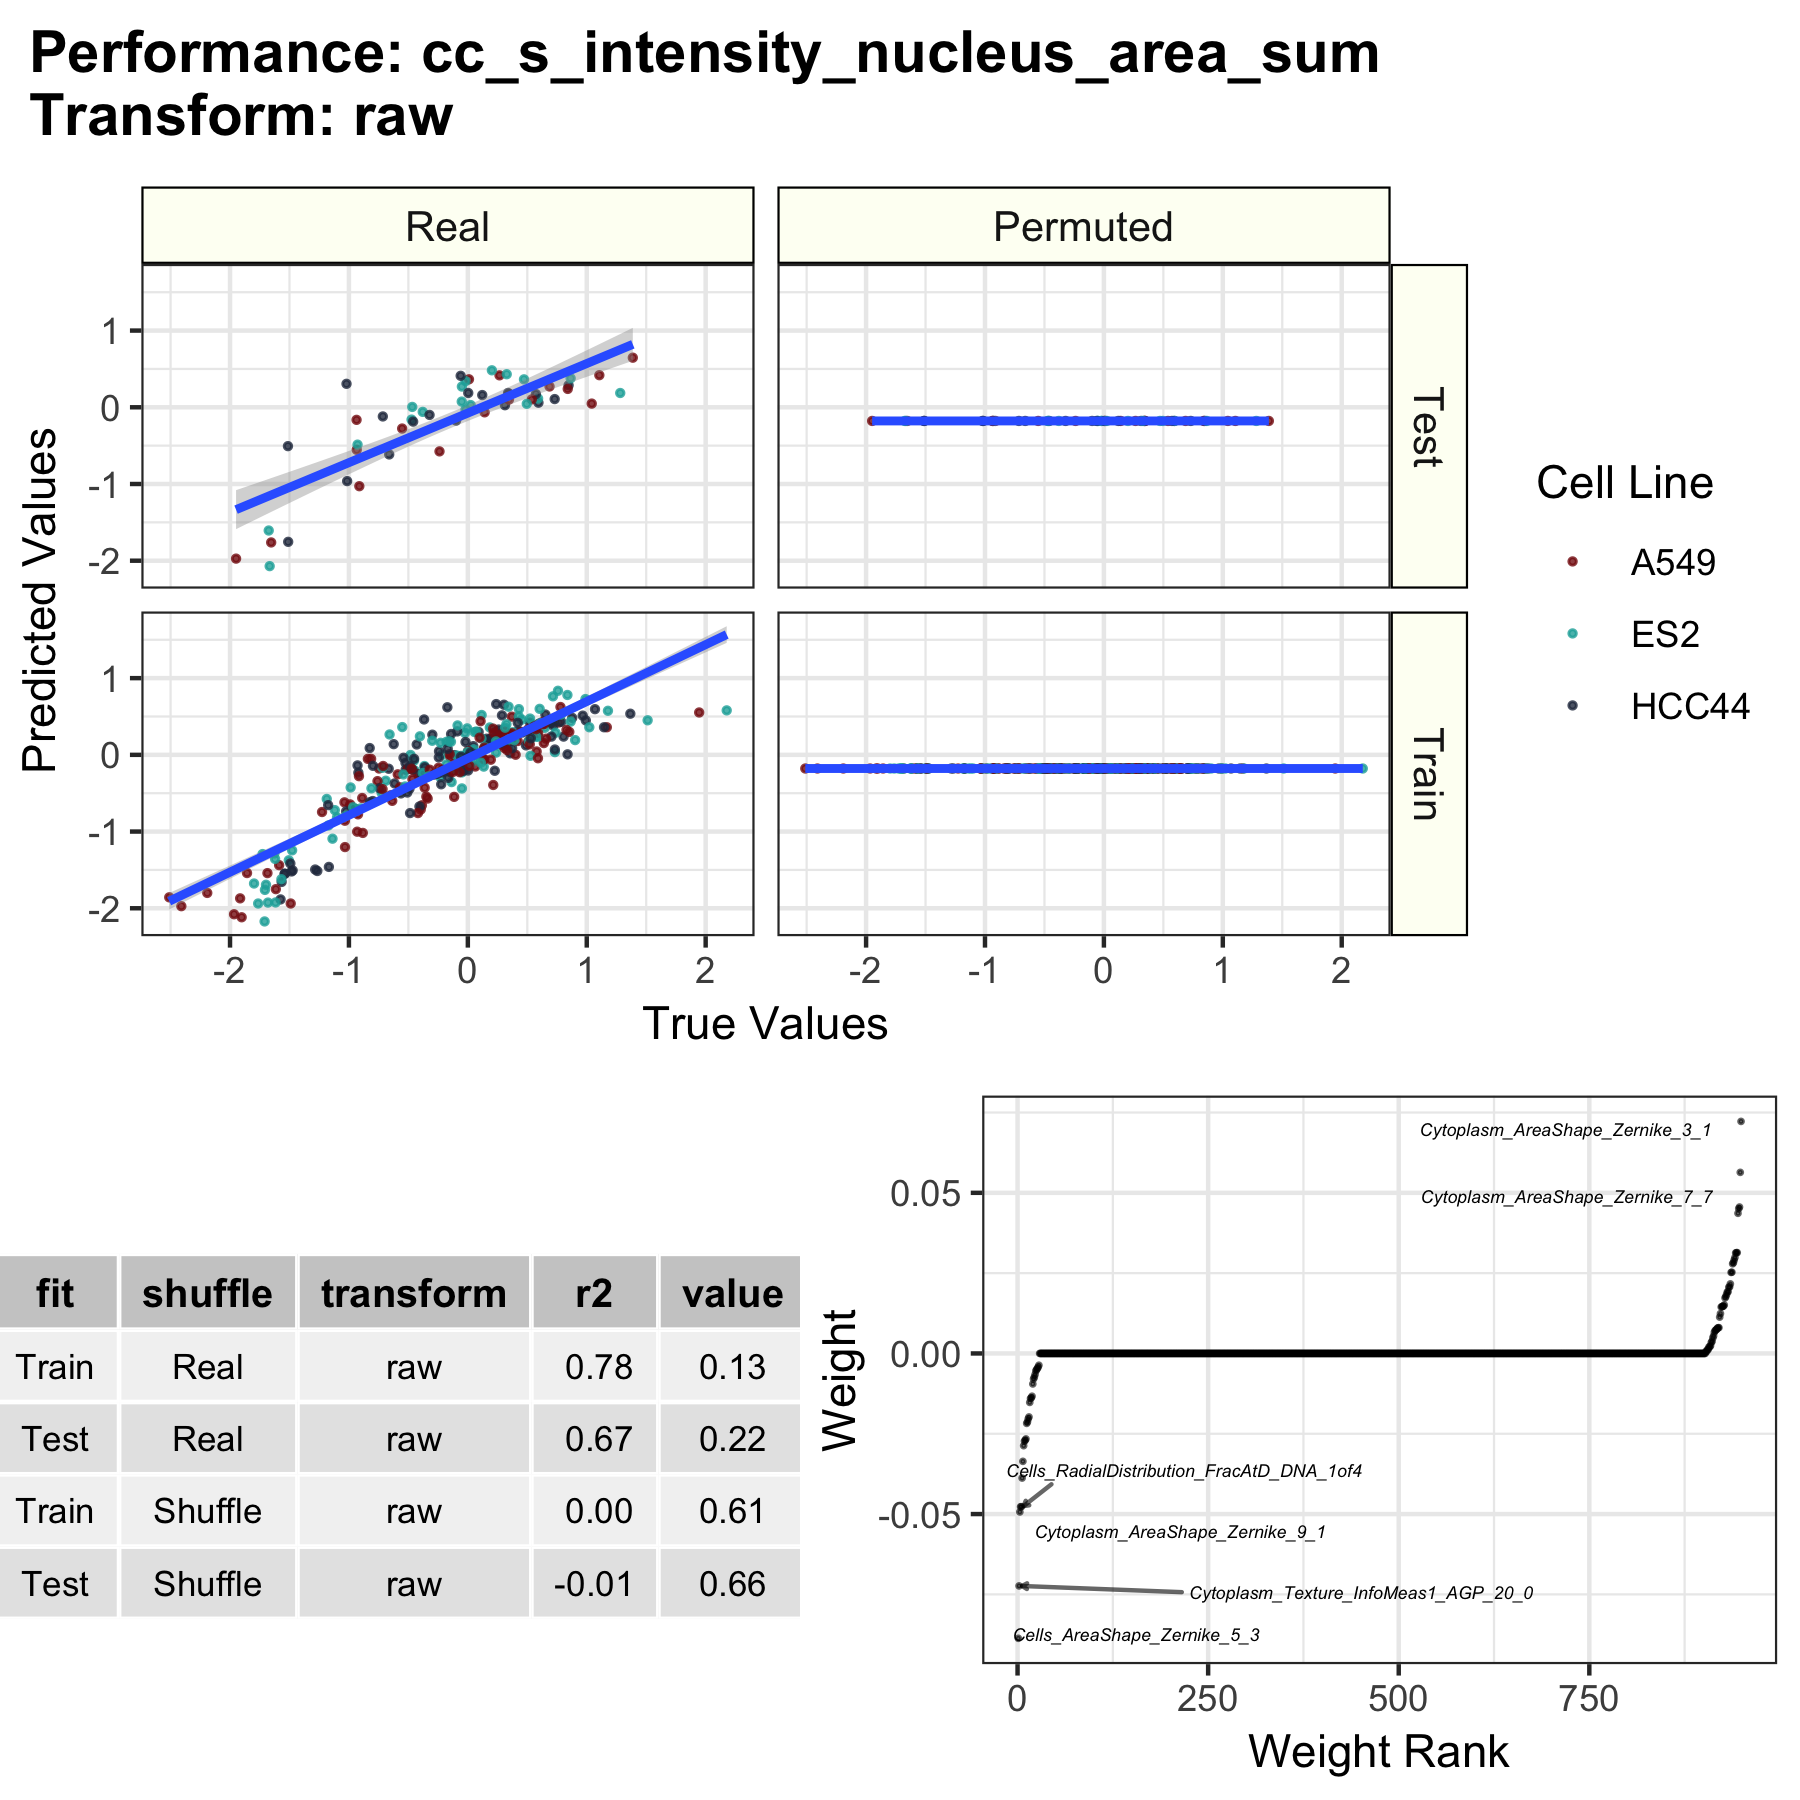 Performance: cc_s_intensity_nucleus_area_sum
Transform: raw
Real
Permuted
Test
Train
1
0
-1
-2
1
0
-1
-2
Predicted Values
-2 -1 0 1 2
-2 -1 0 1 2
True Values
Cell Line
A549
ES2
HCC44
fit shuffle transform r2 value
Train Real raw 0.78 0.13
Test Real raw 0.67 0.22
Train Shuffle raw 0.00 0.61
Test Shuffle raw -0.01 0.66
Weight
0.05
0.00
-0.05
Cytoplasm_AreaShape_Zernike_3_1
Cytoplasm_AreaShape_Zernike_7_7
Cells_RadialDistribution_FracAtD_DNA_1of4
Cytoplasm_AreaShape_Zernike_9_1
Cytoplasm_Texture_InfoMeas1_AGP_20_0
Cells_AreaShape_Zernike_5_3
0 250 500 750
Weight Rank